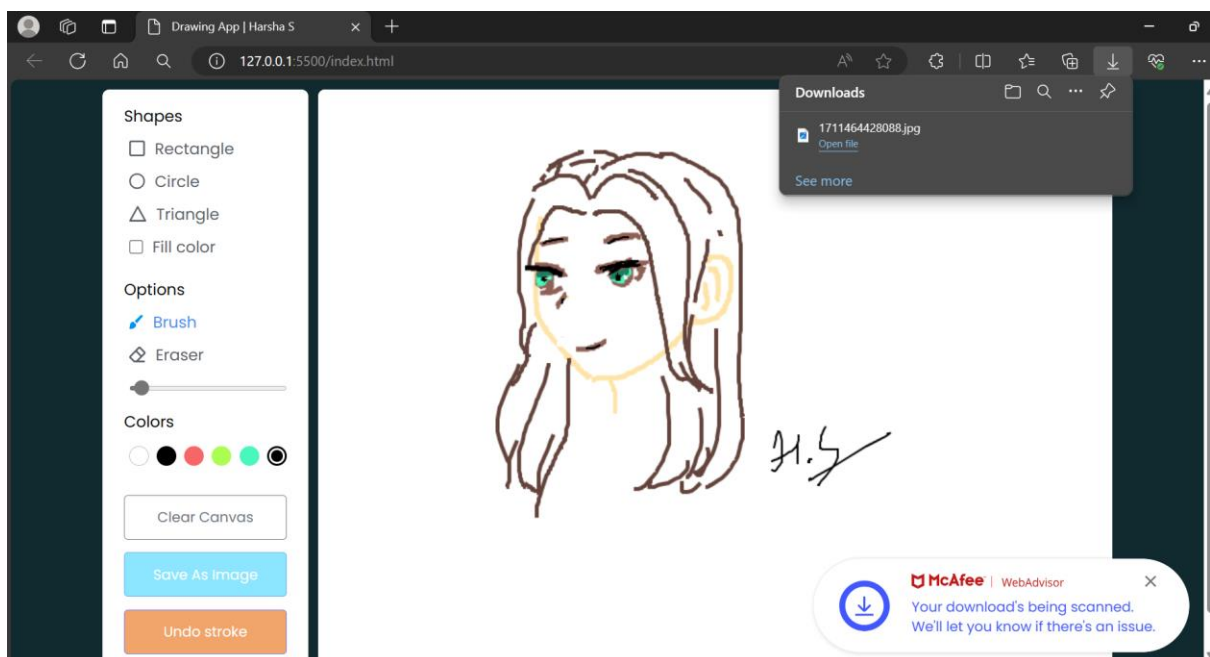 Drawing App | Harsha S
127.0.0.1:5500/index.html
Downloads
1711464428088.jpg
Open file
See more
Shapes
Rectangle
Circle
Triangle
Fill color
Options
Brush
Eraser
Colors
Clear Canvas
Save As Image
Undo stroke
H.S
McAfee | WebAdvisor
Your download's being scanned.
We'll let you know if there's an issue.